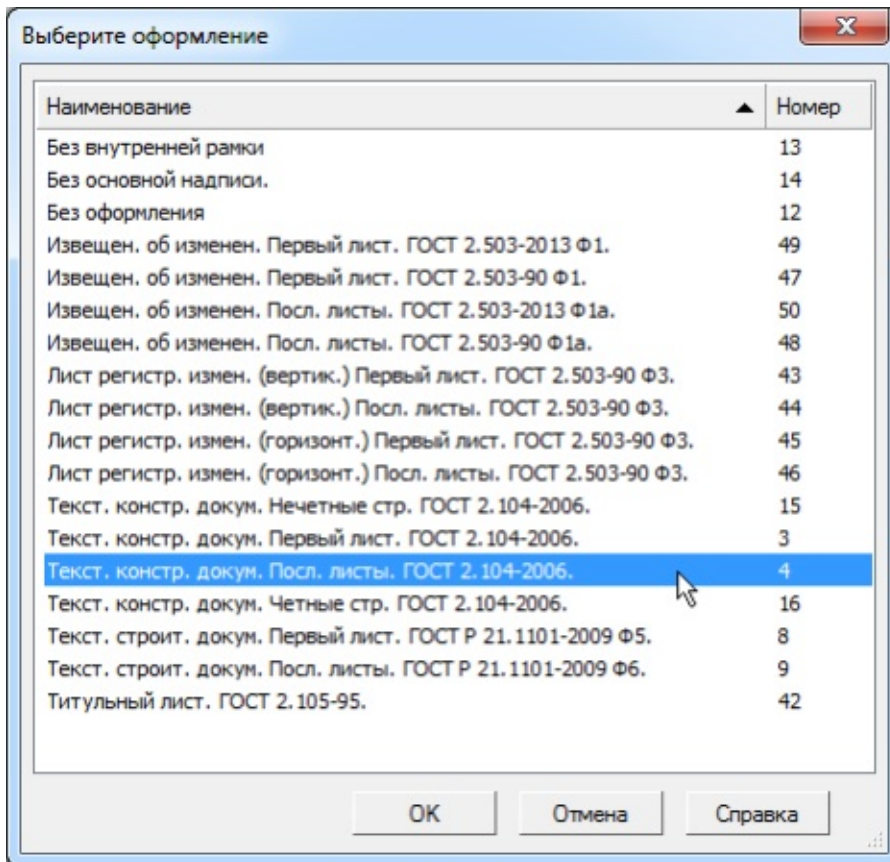 Выберите оформление
Наименование Номер
Без внутренней рамки 13
Без основной надписи. 14
Без оформления 12
Извещен. об изменен. Первый лист. ГОСТ 2.503-2013 Ф1. 49
Извещен. об изменен. Первый лист. ГОСТ 2.503-90 Ф1. 47
Извещен. об изменен. Посл. листы. ГОСТ 2.503-2013 Ф1а. 50
Извещен. об изменен. Посл. листы. ГОСТ 2.503-90 Ф1а. 48
Лист регистр. измен. (вертик.) Первый лист. ГОСТ 2.503-90 Ф3. 43
Лист регистр. измен. (вертик.) Посл. листы. ГОСТ 2.503-90 Ф3. 44
Лист регистр. измен. (горизонт.) Первый лист. ГОСТ 2.503-90 Ф3. 45
Лист регистр. измен. (горизонт.) Посл. листы. ГОСТ 2.503-90 Ф3. 46
Текст. констр. докум. Нечетные стр. ГОСТ 2.104-2006. 15
Текст. констр. докум. Первый лист. ГОСТ 2.104-2006. 3
Текст. констр. докум. Посл. листы. ГОСТ 2.104-2006. 4
Текст. констр. докум. Четные стр. ГОСТ 2.104-2006. 16
Текст. строит. докум. Первый лист. ГОСТ Р 21.1101-2009 Ф5. 8
Текст. строит. докум. Посл. листы. ГОСТ Р 21.1101-2009 Ф6. 9
Титульный лист. ГОСТ 2.105-95. 42
ОК Отмена Справка